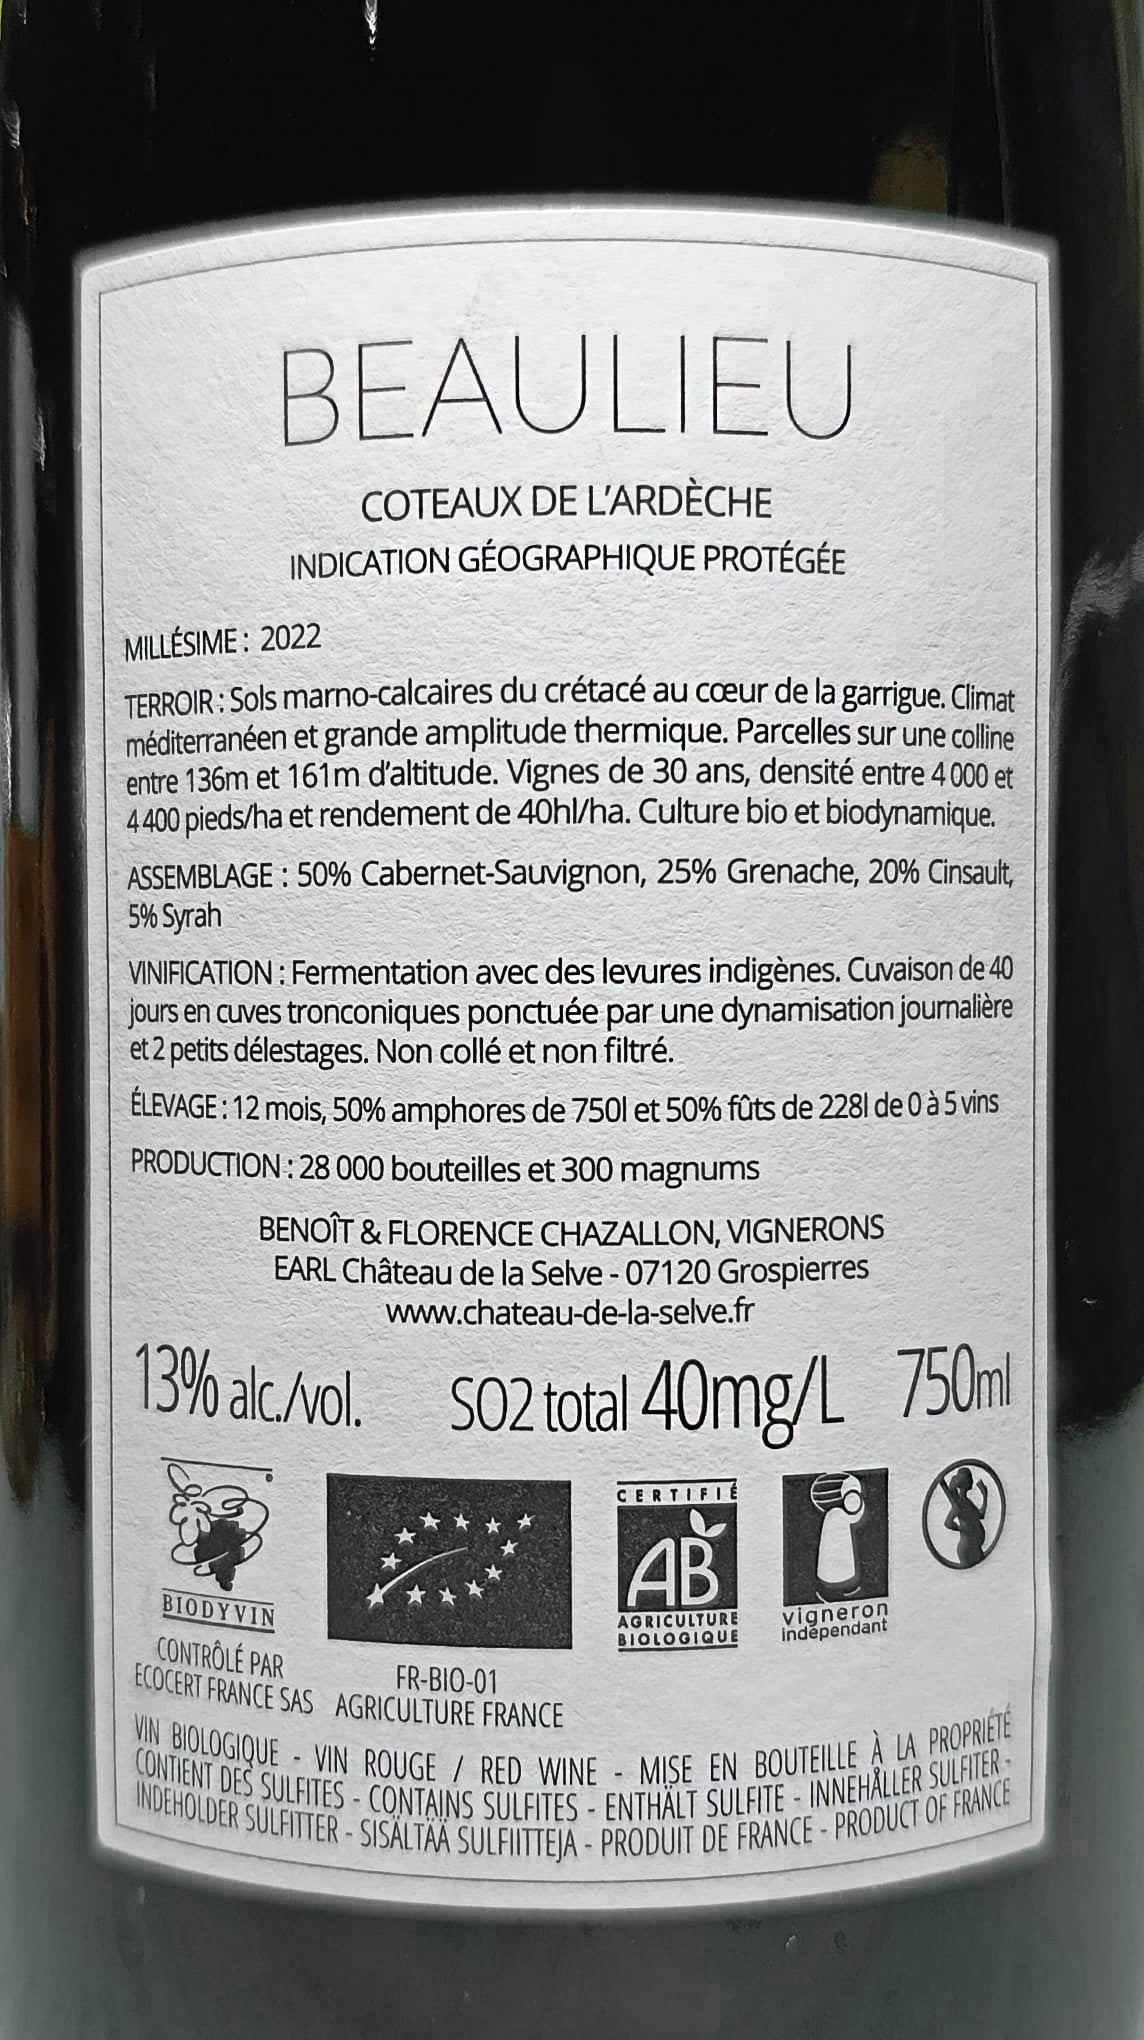 BEAULIEU
COTEAUX DE L'ARDÈCHE
INDICATION GÉOGRAPHIQUE PROTÉGÉE
MILLÉSIME : 2022
TERROIR : Sols marno-calcaires du crétacé au cœur de la garrigue. Climat
méditerranéen et grande amplitude thermique. Parcelles sur une colline
entre 136m et 161m d'altitude. Vignes de 30 ans, densité entre 4 000 et
4 400 pieds/ha et rendement de 40hl/ha. Culture bio et biodynamique.
ASSEMBLAGE : 50% Cabernet-Sauvignon, 25% Grenache, 20% Cinsault,
5% Syrah
VINIFICATION : Fermentation avec des levures indigènes. Cuvaison de 40
jours en cuves tronconiques ponctuée par une dynamisation journalière
et 2 petits délestages. Non collé et non filtré.
ÉLEVAGE : 12 mois, 50% amphores de 750l et 50% fûts de 228l de 0 à 5 vins
PRODUCTION : 28 000 bouteilles et 300 magnums
BENOÎT & FLORENCE CHAZALLON, VIGNERONS
EARL Château de la Selve - 07120 Grospierres
www.chateau-de-la-selve.fr
13% alc./vol. SO2 total 40mg/L 750ml
BIODYVIN
CONTRÔLÉ PAR
ECOCERT FRANCE SAS
FR-BIO-01
AGRICULTURE FRANCE
CERTIFIÉ
AB
AGRICULTURE
BIOLOGIQUE
vigneron
indépendant
VIN BIOLOGIQUE - VIN ROUGE / RED WINE - MISE EN BOUTEILLE À LA PROPRIÉTÉ
CONTIENT DES SULFITES - CONTAINS SULFITES - ENTHÄLT SULFITE - INNEHÅLLER SULFITER -
INDEHOLDER SULFITTER - SISÄLTÄÄ SULFIITTEJA - PRODUIT DE FRANCE - PRODUCT OF FRANCE